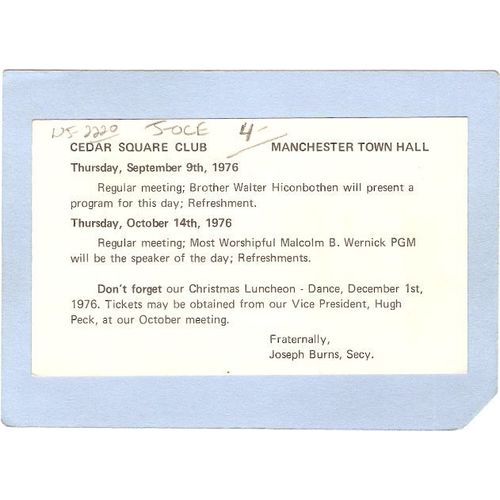 NJ-2220 J-OCE 4-
CEDAR SQUARE CLUB MANCHESTER TOWN HALL
Thursday, September 9th, 1976
Regular meeting; Brother Walter Hiconbothen will present a
program for this day; Refreshment.
Thursday, October 14th, 1976
Regular meeting; Most Worshipful Malcolm B. Wernick PGM
will be the speaker of the day; Refreshments.
Don't forget our Christmas Luncheon - Dance, December 1st,
1976. Tickets may be obtained from our Vice President, Hugh
Peck, at our October meeting.
Fraternally,
Joseph Burns, Secy.